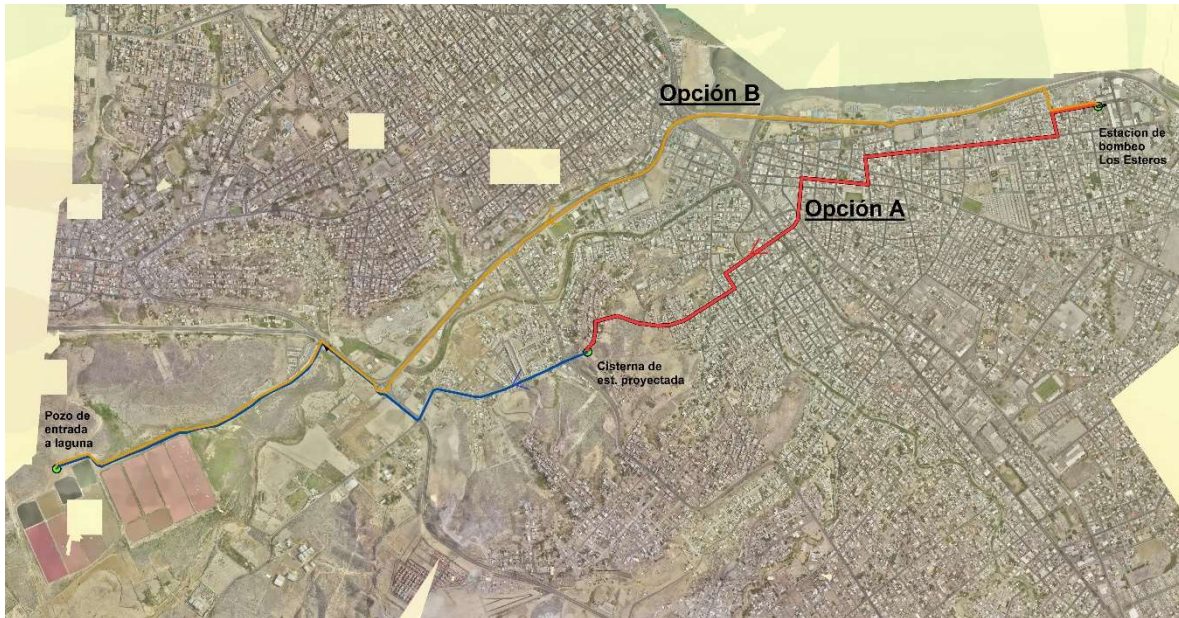 Opción B
Estacion de
bombeo
Los Esteros
Opción A
Cisterna de
est. proyectada
Pozo de
entrada
a laguna